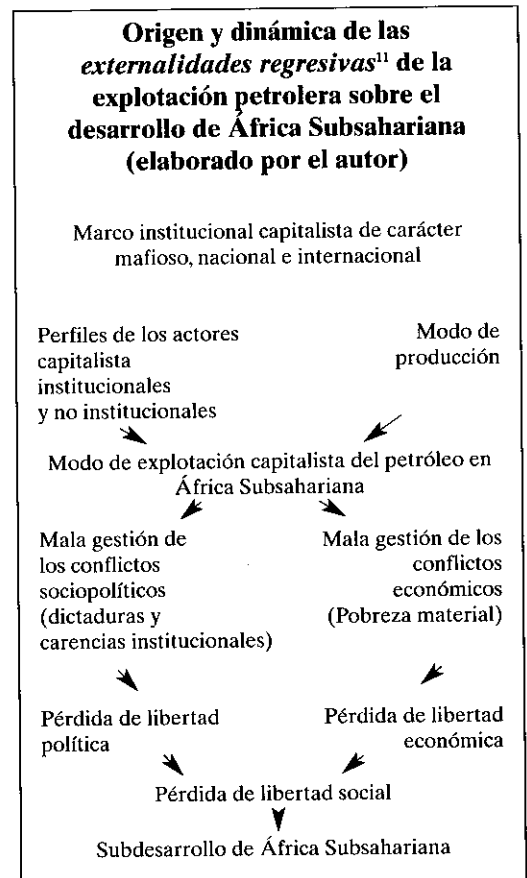 Origen y dinámica de las
externalidades regresivas¹¹ de la
explotación petrolera sobre el
desarrollo de África Subsahariana
(elaborado por el autor)
Marco institucional capitalista de carácter
mafioso, nacional e internacional
Perfiles de los actores
capitalista
institucionales
y no institucionales
Modo de
producción
Modo de explotación capitalista del petróleo en
África Subsahariana
Mala gestión de
los conflictos
sociopolíticos
(dictaduras y
carencias institucionales)
Mala gestión de los
conflictos
económicos
(Pobreza material)
Pérdida de libertad
política
Pérdida de libertad
económica
Pérdida de libertad social
Subdesarrollo de África Subsahariana